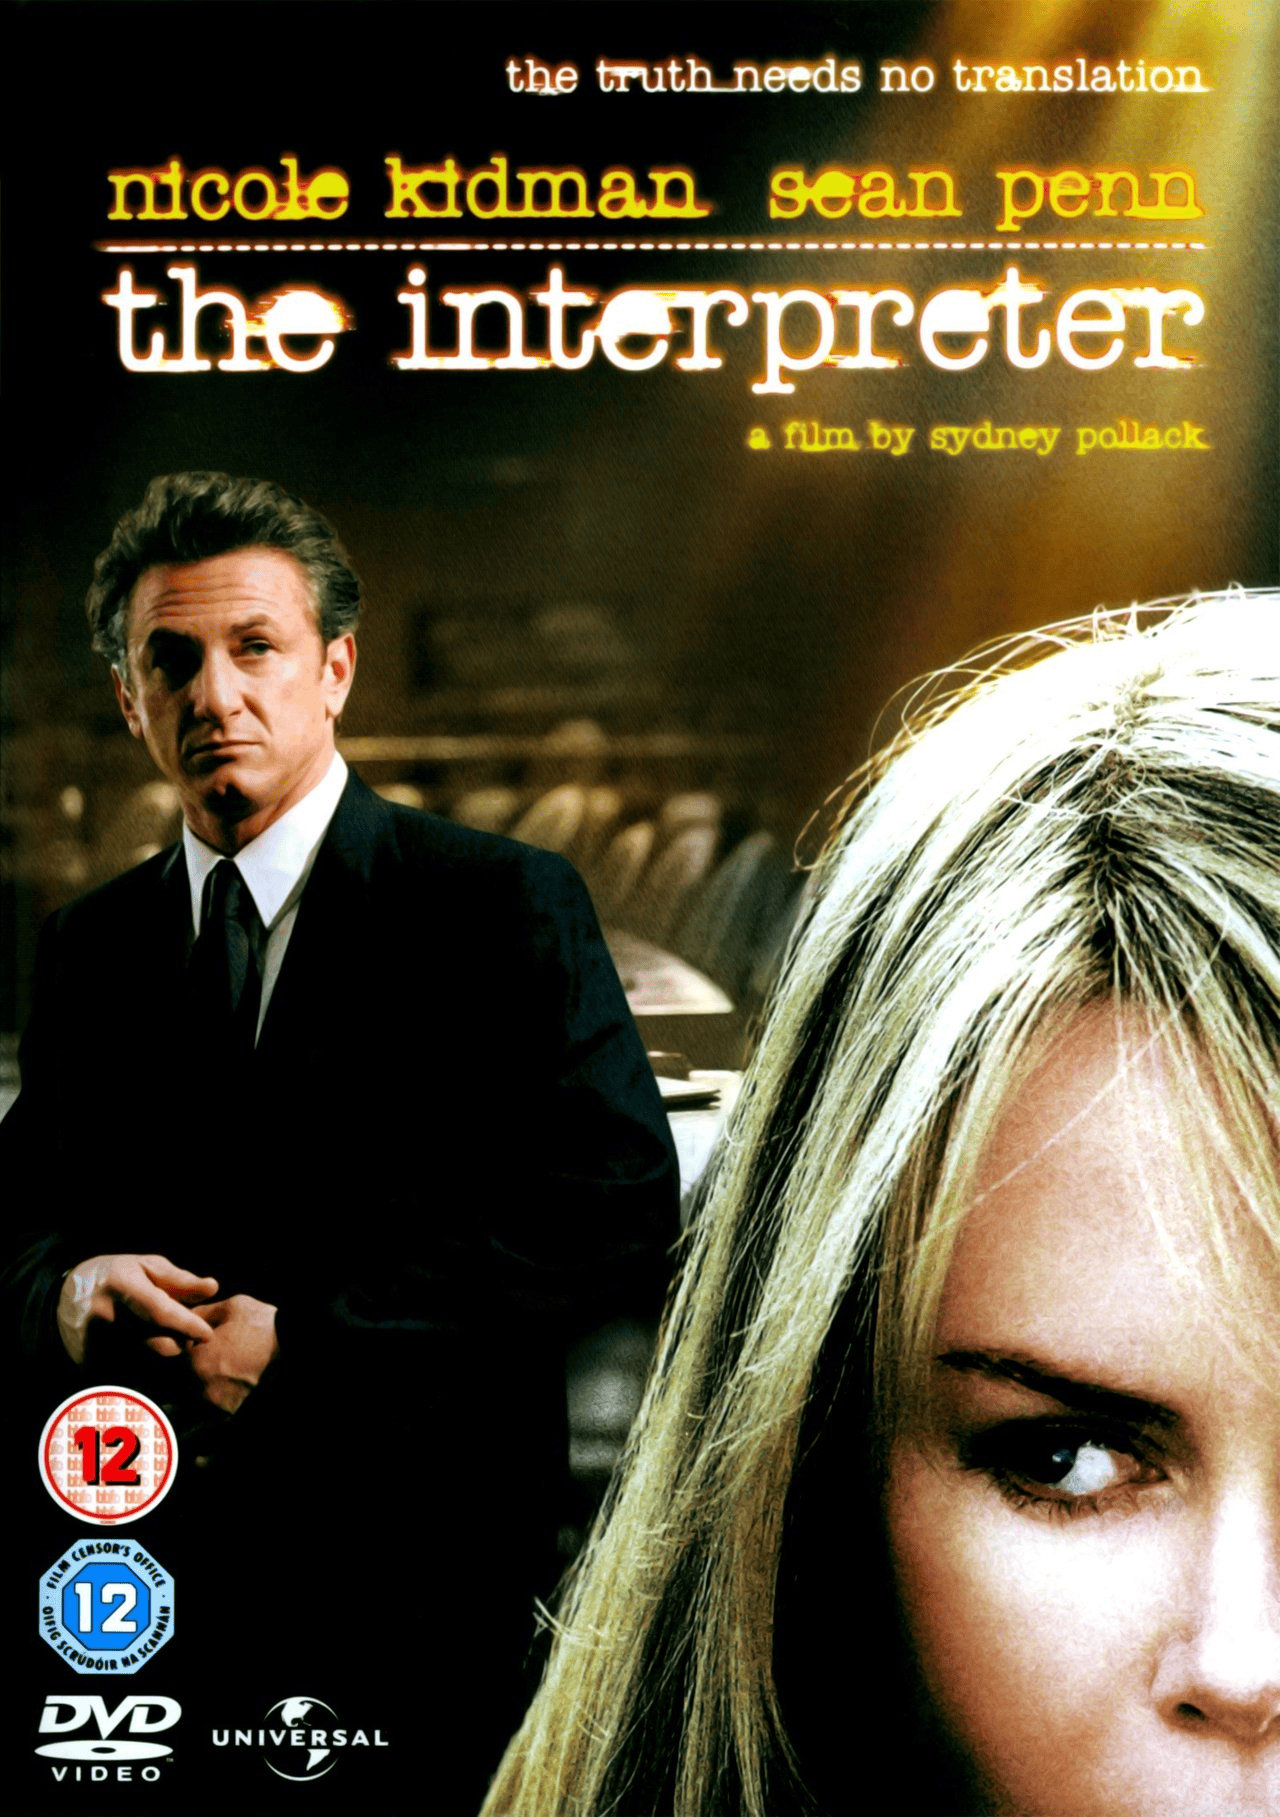 the truth needs no translation
nicole kidman sean penn
the interpreter
a film by sydney pollack
12
FILM CENSOR'S OFFICE
12
OIFIG SCRÚDÓIR NA SCANNÁN
DVD
VIDEO
UNIVERSAL